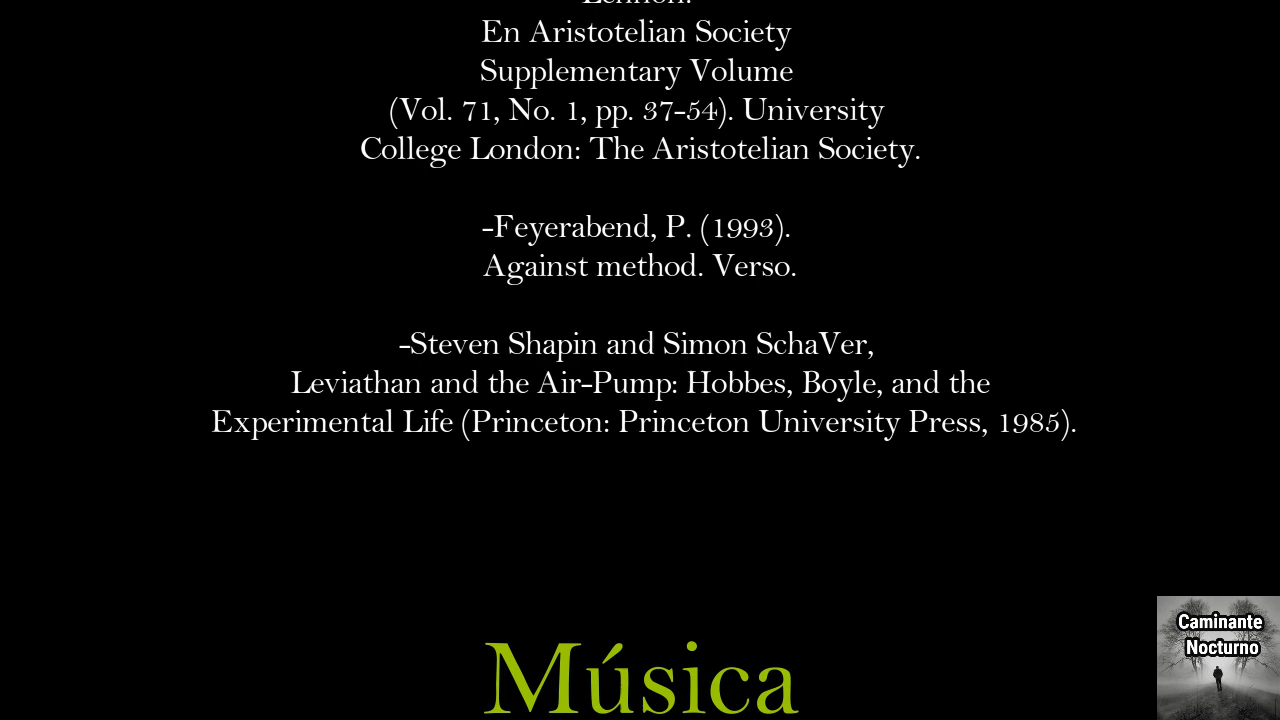 Lennon.
En Aristotelian Society
Supplementary Volume
(Vol. 71, No. 1, pp. 37-54). University
College London: The Aristotelian Society.
-Feyerabend, P. (1993).
Against method. Verso.
-Steven Shapin and Simon SchaVer,
Leviathan and the Air-Pump: Hobbes, Boyle, and the
Experimental Life (Princeton: Princeton University Press, 1985).
Música
Caminante
Nocturno